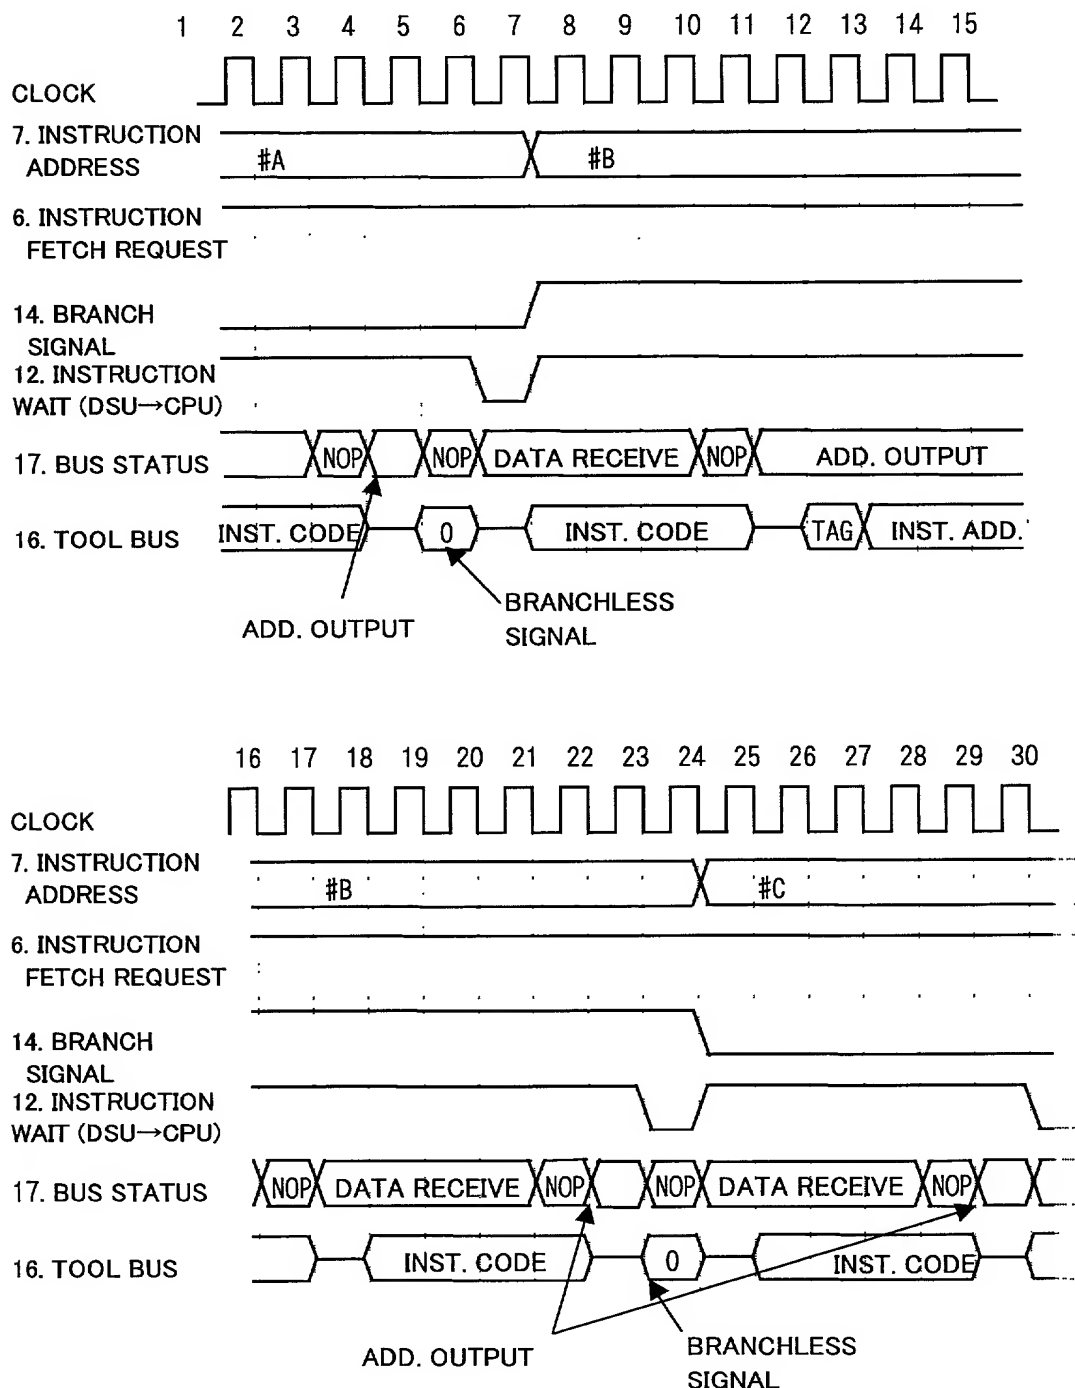 1 2 3 4 5 6 7 8 9 10 11 12 13 14 15
CLOCK
7. INSTRUCTION
ADDRESS
#A #B
6. INSTRUCTION
FETCH REQUEST
14. BRANCH
SIGNAL
12. INSTRUCTION
WAIT (DSU→CPU)
17. BUS STATUS NOP NOP DATA RECEIVE NOP ADD. OUTPUT
16. TOOL BUS INST. CODE 0 INST. CODE TAG INST. ADD.
ADD. OUTPUT
BRANCHLESS
SIGNAL
16 17 18 19 20 21 22 23 24 25 26 27 28 29 30
CLOCK
7. INSTRUCTION
ADDRESS
#B #C
6. INSTRUCTION
FETCH REQUEST
14. BRANCH
SIGNAL
12. INSTRUCTION
WAIT (DSU→CPU)
17. BUS STATUS NOP DATA RECEIVE NOP NOP DATA RECEIVE NOP
16. TOOL BUS INST. CODE 0 INST. CODE
ADD. OUTPUT
BRANCHLESS
SIGNAL